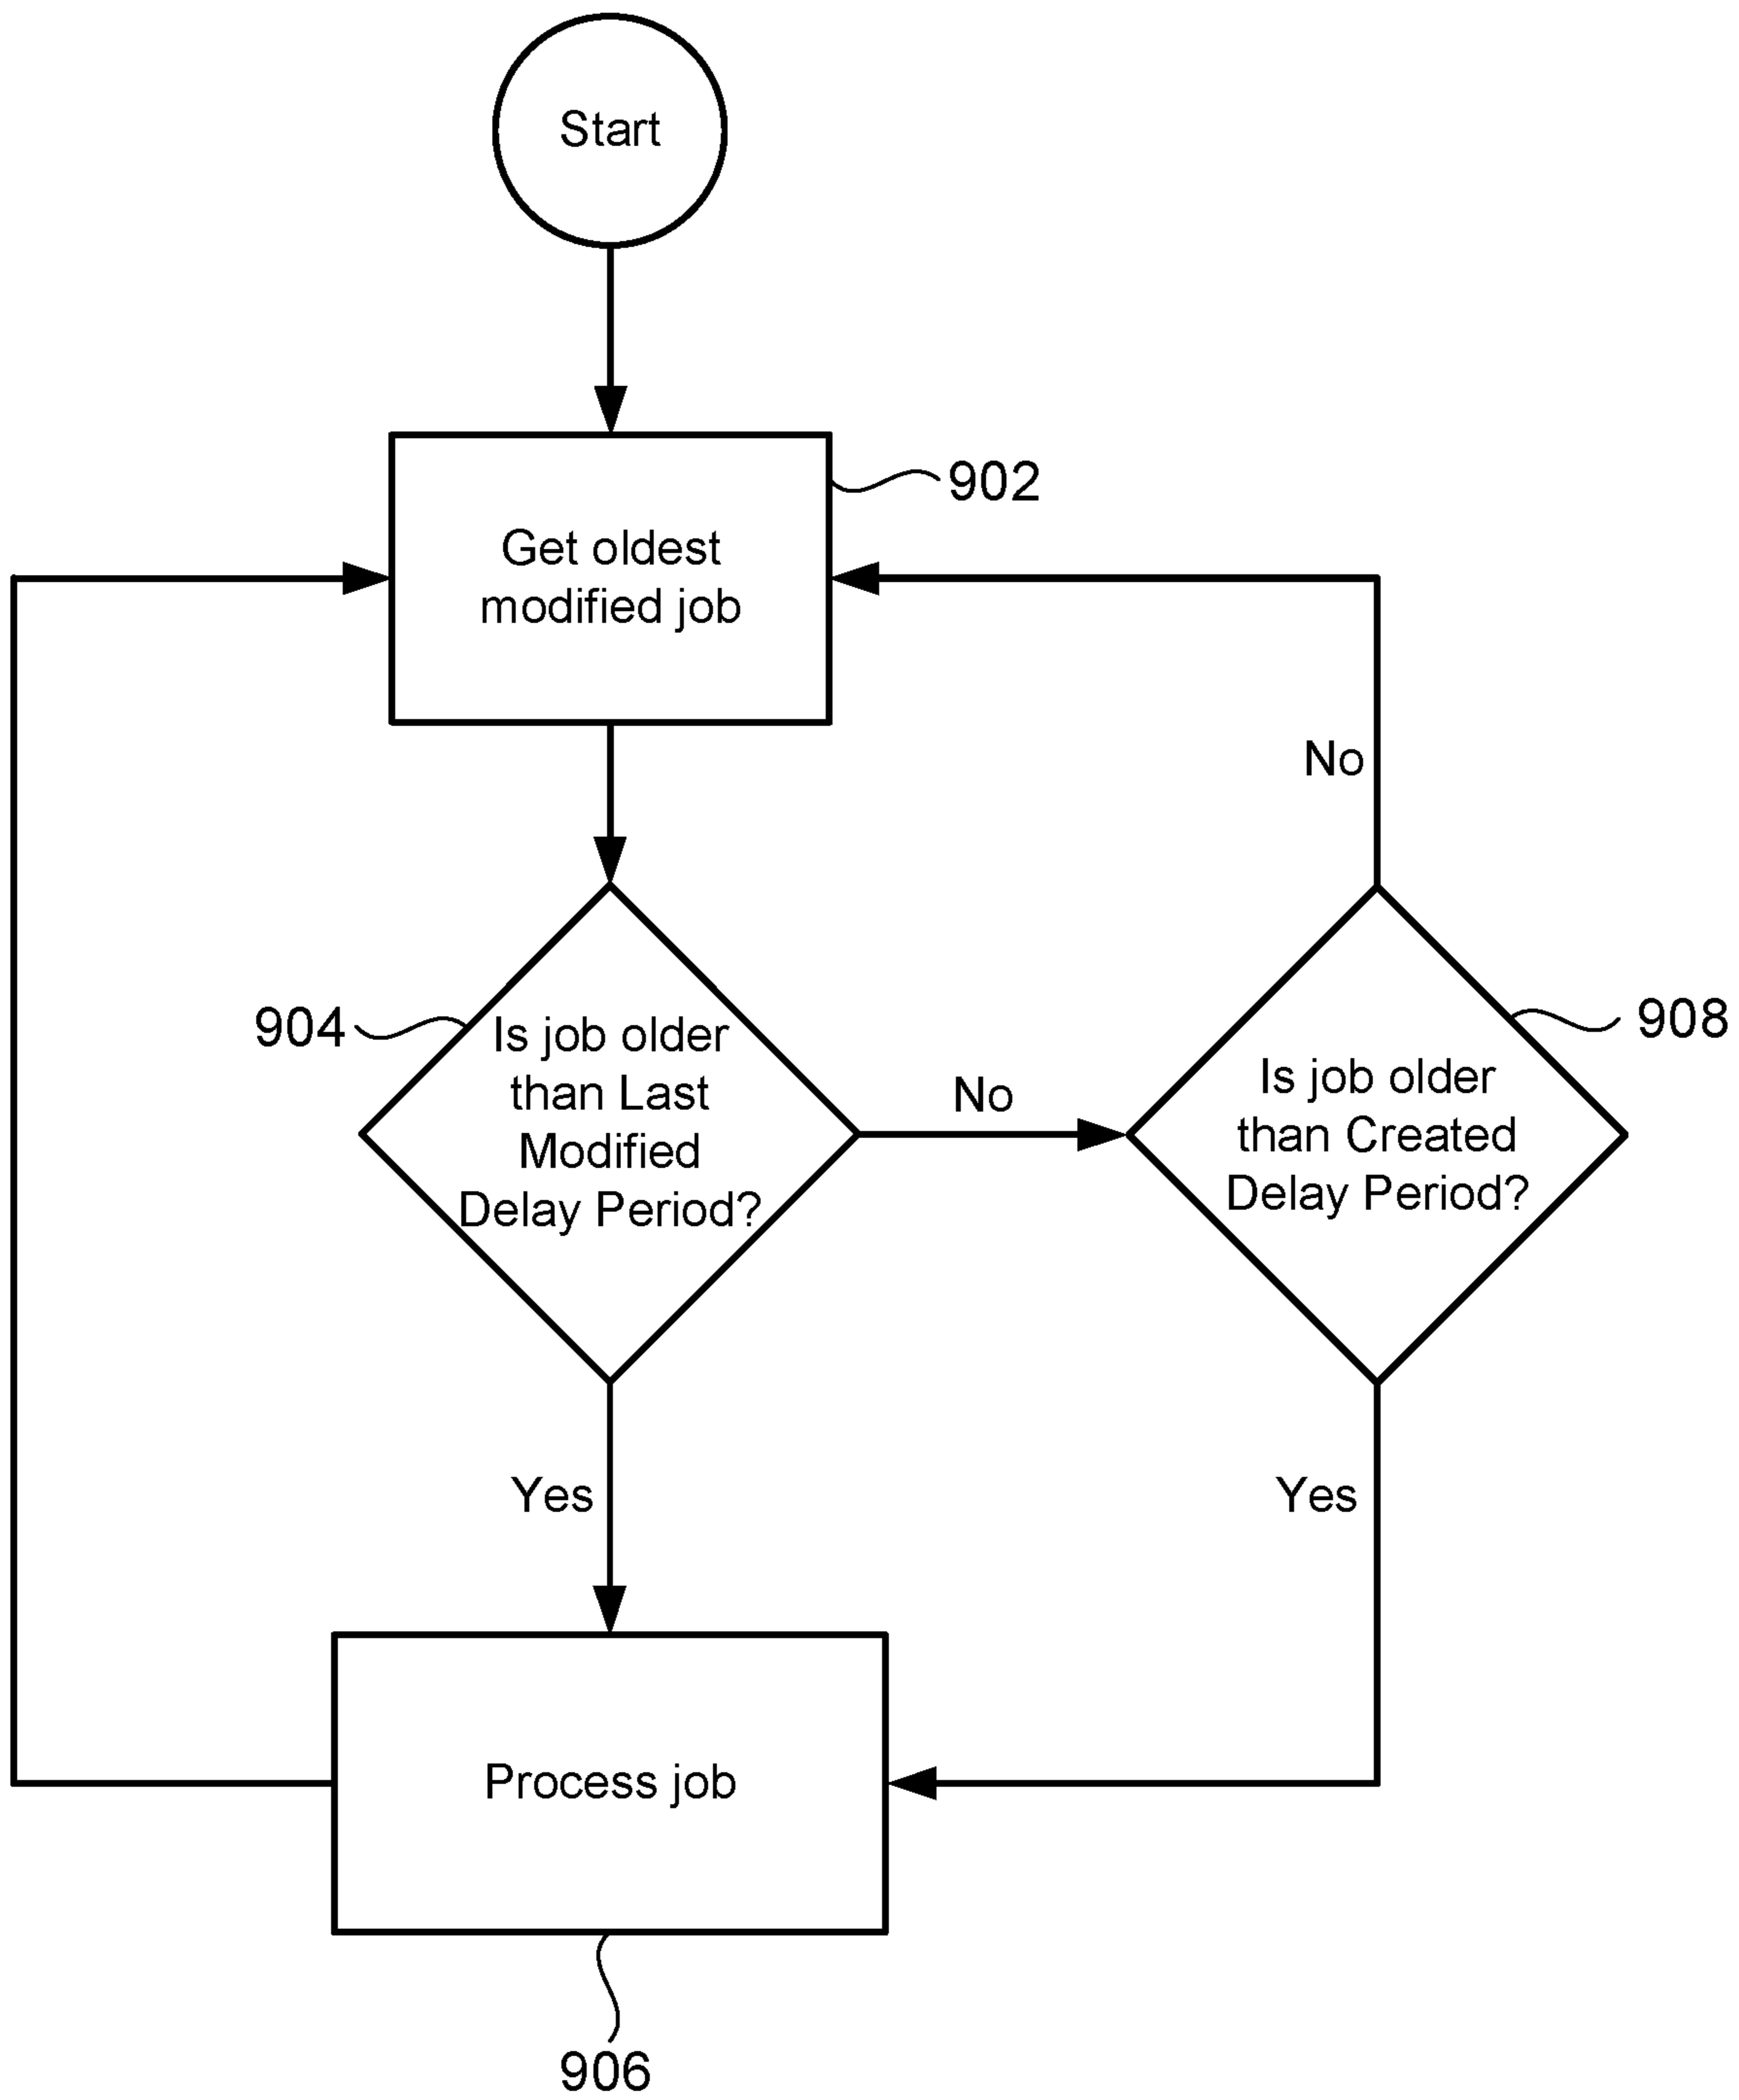 Start
902
Get oldest
modified job
No
904
Is job older
than Last
Modified
Delay Period?
No
908
Is job older
than Created
Delay Period?
Yes
Yes
Process job
906